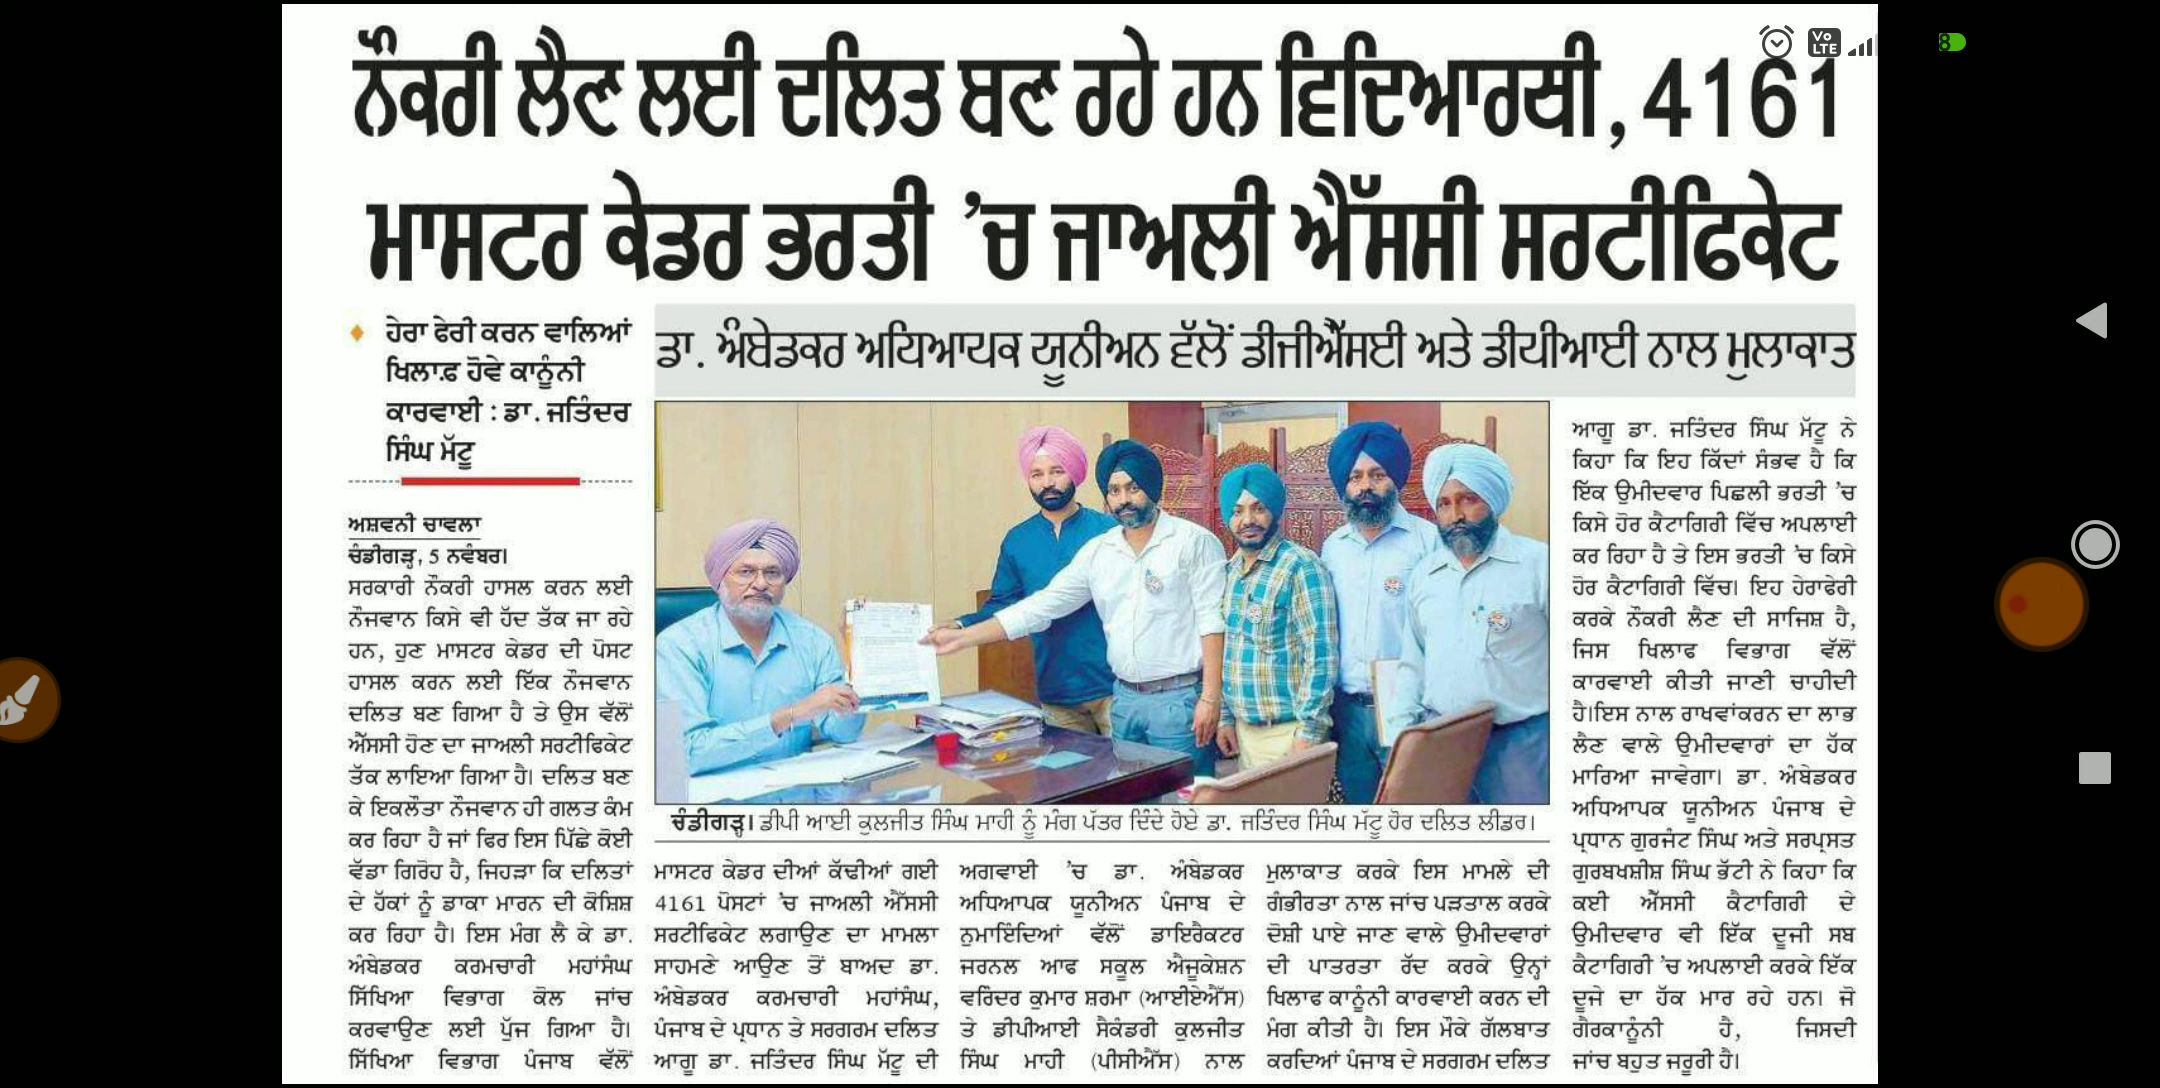 ਨੌਕਰੀ ਲੈਣ ਲਈ ਦਲਿਤ ਬਣ ਰਹੇ ਹਨ ਵਿਦਿਆਰਥੀ, 4161
ਮਾਸਟਰ ਕੇਡਰ ਭਰਤੀ 'ਚ ਜਾਅਲੀ ਐੱਸਸੀ ਸਰਟੀਫਿਕੇਟ
Vo
LTE
8
ਹੇਰਾ ਫੇਰੀ ਕਰਨ ਵਾਲਿਆਂ
ਖਿਲਾਫ਼ ਹੋਵੇ ਕਾਨੂੰਨੀ
ਕਾਰਵਾਈ : ਡਾ. ਜਤਿੰਦਰ
ਸਿੰਘ ਮੱਟੂ
ਡਾ. ਅੰਬੇਡਕਰ ਅਧਿਆਪਕ ਯੂਨੀਅਨ ਵੱਲੋਂ ਡੀਜੀਐੱਸਈ ਅਤੇ ਡੀਪੀਆਈ ਨਾਲ ਮੁਲਾਕਾਤ
ਅਸ਼ਵਨੀ ਚਾਵਲਾ
ਚੰਡੀਗੜ੍ਹ, 5 ਨਵੰਬਰ।
ਸਰਕਾਰੀ ਨੌਕਰੀ ਹਾਸਲ ਕਰਨ ਲਈ
ਨੌਜਵਾਨ ਕਿਸੇ ਵੀ ਹੱਦ ਤੱਕ ਜਾ ਰਹੇ
ਹਨ, ਹੁਣ ਮਾਸਟਰ ਕੇਡਰ ਦੀ ਪੋਸਟ
ਹਾਸਲ ਕਰਨ ਲਈ ਇੱਕ ਨੌਜਵਾਨ
ਦਲਿਤ ਬਣ ਗਿਆ ਹੈ ਤੇ ਉਸ ਵੱਲੋਂ
ਐੱਸਸੀ ਹੋਣ ਦਾ ਜਾਅਲੀ ਸਰਟੀਫਿਕੇਟ
ਤੱਕ ਲਾਇਆ ਗਿਆ ਹੈ। ਦਲਿਤ ਬਣ
ਕੇ ਇਕਲੌਤਾ ਨੌਜਵਾਨ ਹੀ ਗਲਤ ਕੰਮ
ਕਰ ਰਿਹਾ ਹੈ ਜਾਂ ਫਿਰ ਇਸ ਪਿੱਛੇ ਕੋਈ
ਵੱਡਾ ਗਿਰੋਹ ਹੈ, ਜਿਹੜਾ ਕਿ ਦਲਿਤਾਂ
ਦੇ ਹੱਕਾਂ ਨੂੰ ਡਾਕਾ ਮਾਰਨ ਦੀ ਕੋਸ਼ਿਸ਼
ਕਰ ਰਿਹਾ ਹੈ। ਇਸ ਮੰਗ ਲੈ ਕੇ ਡਾ.
ਅੰਬੇਡਕਰ ਕਰਮਚਾਰੀ ਮਹਾਂਸੰਘ
ਸਿੱਖਿਆ ਵਿਭਾਗ ਕੋਲ ਜਾਂਚ
ਕਰਵਾਉਣ ਲਈ ਪੁੱਜ ਗਿਆ ਹੈ।
ਸਿੱਖਿਆ ਵਿਭਾਗ ਪੰਜਾਬ ਵੱਲੋਂ
ਚੰਡੀਗੜ੍ਹ। ਡੀਪੀ ਆਈ ਕੁਲਜੀਤ ਸਿੰਘ ਮਾਹੀ ਨੂੰ ਮੰਗ ਪੱਤਰ ਦਿੰਦੇ ਹੋਏ ਡਾ. ਜਤਿੰਦਰ ਸਿੰਘ ਮੱਟੂ ਹੋਰ ਦਲਿਤ ਲੀਡਰ।
ਮਾਸਟਰ ਕੇਡਰ ਦੀਆਂ ਕੱਢੀਆਂ ਗਈ
4161 ਪੋਸਟਾਂ 'ਚ ਜਾਅਲੀ ਐੱਸਸੀ
ਸਰਟੀਫਿਕੇਟ ਲਗਾਉਣ ਦਾ ਮਾਮਲਾ
ਸਾਹਮਣੇ ਆਉਣ ਤੋਂ ਬਾਅਦ ਡਾ.
ਅੰਬੇਡਕਰ ਕਰਮਚਾਰੀ ਮਹਾਂਸੰਘ,
ਪੰਜਾਬ ਦੇ ਪ੍ਰਧਾਨ ਤੇ ਸਰਗਰਮ ਦਲਿਤ
ਆਗੂ ਡਾ. ਜਤਿੰਦਰ ਸਿੰਘ ਮੱਟੂ ਦੀ
ਅਗਵਾਈ 'ਚ ਡਾ. ਅੰਬੇਡਕਰ
ਅਧਿਆਪਕ ਯੂਨੀਅਨ ਪੰਜਾਬ ਦੇ
ਨੁਮਾਇੰਦਿਆਂ ਵੱਲੋਂ ਡਾਇਰੈਕਟਰ
ਜਰਨਲ ਆਫ ਸਕੂਲ ਐਜੂਕੇਸ਼ਨ
ਵਰਿੰਦਰ ਕੁਮਾਰ ਸ਼ਰਮਾ (ਆਈਏਐੱਸ)
ਤੇ ਡੀਪੀਆਈ ਸੈਕੰਡਰੀ ਕੁਲਜੀਤ
ਸਿੰਘ ਮਾਹੀ (ਪੀਸੀਐੱਸ) ਨਾਲ
ਮੁਲਾਕਾਤ ਕਰਕੇ ਇਸ ਮਾਮਲੇ ਦੀ
ਗੰਭੀਰਤਾ ਨਾਲ ਜਾਂਚ ਪੜਤਾਲ ਕਰਕੇ
ਦੋਸ਼ੀ ਪਾਏ ਜਾਣ ਵਾਲੇ ਉਮੀਦਵਾਰਾਂ
ਦੀ ਪਾਤਰਤਾ ਰੱਦ ਕਰਕੇ ਉਨ੍ਹਾਂ
ਖਿਲਾਫ ਕਾਨੂੰਨੀ ਕਾਰਵਾਈ ਕਰਨ ਦੀ
ਮੰਗ ਕੀਤੀ ਹੈ। ਇਸ ਮੌਕੇ ਗੱਲਬਾਤ
ਕਰਦਿਆਂ ਪੰਜਾਬ ਦੇ ਸਰਗਰਮ ਦਲਿਤ
ਆਗੂ ਡਾ. ਜਤਿੰਦਰ ਸਿੰਘ ਮੱਟੂ ਨੇ
ਕਿਹਾ ਕਿ ਇਹ ਕਿੱਦਾਂ ਸੰਭਵ ਹੈ ਕਿ
ਇੱਕ ਉਮੀਦਵਾਰ ਪਿਛਲੀ ਭਰਤੀ 'ਚ
ਕਿਸੇ ਹੋਰ ਕੈਟਾਗਿਰੀ ਵਿੱਚ ਅਪਲਾਈ
ਕਰ ਰਿਹਾ ਹੈ ਤੇ ਇਸ ਭਰਤੀ 'ਚ ਕਿਸੇ
ਹੋਰ ਕੈਟਾਗਿਰੀ ਵਿੱਚ। ਇਹ ਹੇਰਾਫੇਰੀ
ਕਰਕੇ ਨੌਕਰੀ ਲੈਣ ਦੀ ਸਾਜਿਸ਼ ਹੈ,
ਜਿਸ ਖਿਲਾਫ ਵਿਭਾਗ ਵੱਲੋਂ
ਕਾਰਵਾਈ ਕੀਤੀ ਜਾਣੀ ਚਾਹੀਦੀ
ਹੈ।ਇਸ ਨਾਲ ਰਾਖਵਾਂਕਰਨ ਦਾ ਲਾਭ
ਲੈਣ ਵਾਲੇ ਉਮੀਦਵਾਰਾਂ ਦਾ ਹੱਕ
ਮਾਰਿਆ ਜਾਵੇਗਾ। ਡਾ. ਅੰਬੇਡਕਰ
ਅਧਿਆਪਕ ਯੂਨੀਅਨ ਪੰਜਾਬ ਦੇ
ਪ੍ਰਧਾਨ ਗੁਰਜੰਟ ਸਿੰਘ ਅਤੇ ਸਰਪ੍ਰਸਤ
ਗੁਰਬਖਸ਼ੀਸ਼ ਸਿੰਘ ਭੱਟੀ ਨੇ ਕਿਹਾ ਕਿ
ਕਈ ਐੱਸਸੀ ਕੈਟਾਗਿਰੀ ਦੇ
ਉਮੀਦਵਾਰ ਵੀ ਇੱਕ ਦੂਜੀ ਸਬ
ਕੈਟਾਗਿਰੀ 'ਚ ਅਪਲਾਈ ਕਰਕੇ ਇੱਕ
ਦੂਜੇ ਦਾ ਹੱਕ ਮਾਰ ਰਹੇ ਹਨ। ਜੋ
ਗੈਰਕਾਨੂੰਨੀ ਹੈ, ਜਿਸਦੀ
ਜਾਂਚ ਬਹੁਤ ਜਰੂਰੀ ਹੈ।